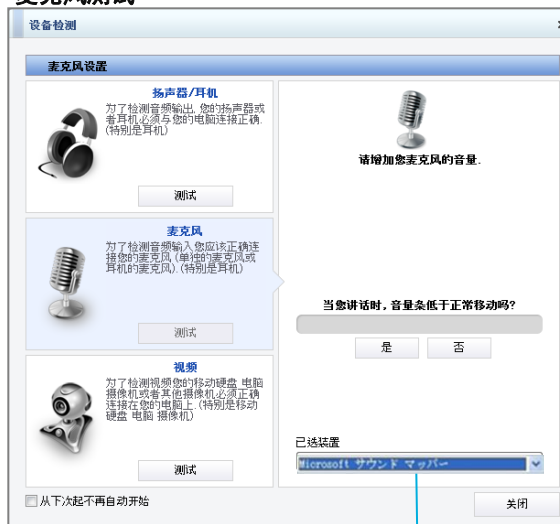 麦克风测试
设备检测
麦克风设置
扬声器/耳机
为了检测音频输出, 您的扬声器或
者耳机必须与您的电脑连接正确.
(特别是耳机)
测试
麦克风
为了检测音频输入您应该正确连
接您的麦克风,(单独的麦克风或
耳机的麦克风).(特别是耳机)
测试
视频
为了检测视频您的移动硬盘 电脑
摄像机或者其他摄像机必须正确
连接在您的电脑上.(特别是移动
硬盘 电脑 摄像机)
测试
从下次起不再自动开始
请增加您麦克风的音量.
当您讲话时, 音量条低于正常移动吗?
是 否
已选装置
Microsoft サウンド マッパー
关闭